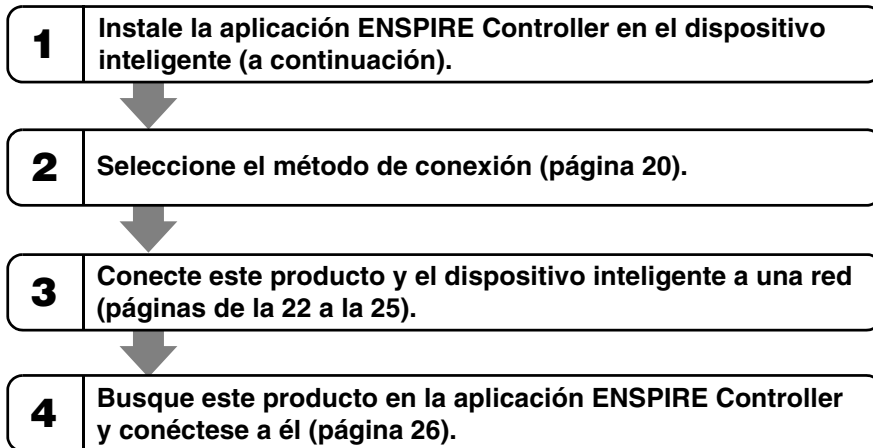 1
Instale la aplicación ENSPIRE Controller en el dispositivo
inteligente (a continuación).
2
Seleccione el método de conexión (página 20).
3
Conecte este producto y el dispositivo inteligente a una red
(páginas de la 22 a la 25).
4
Busque este producto en la aplicación ENSPIRE Controller
y conéctese a él (página 26).